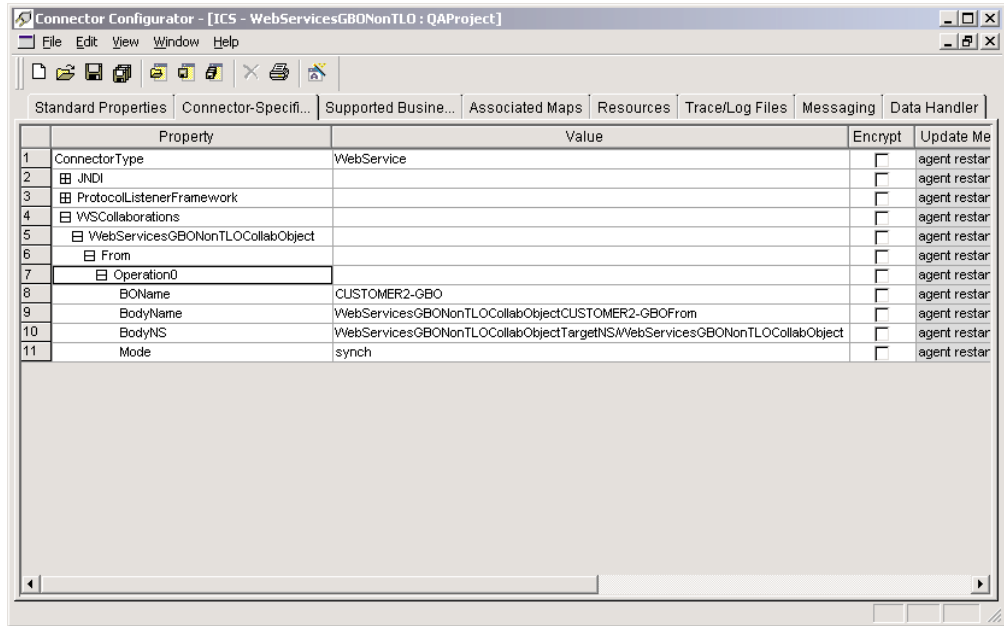 Connector Configurator - [ICS - WebServicesGBONonTLO : QAProject]
File Edit View Window Help
Standard Properties Connector-Specifi... Supported Busine... Associated Maps Resources Trace/Log Files Messaging Data Handler
Property Value Encrypt Update Me
1 ConnectorType WebService agent restar
2 JNDI agent restar
3 ProtocolListenerFramework agent restar
4 WSCollaborations agent restar
5 WebServicesGBONonTLOCollabObject agent restar
6 From agent restar
7 Operation0 agent restar
8 BOName CUSTOMER2-GBO agent restar
9 BodyName WebServicesGBONonTLOCollabObjectCUSTOMER2-GBOFrom agent restar
10 BodyNS WebServicesGBONonTLOCollabObjectTargetNS/WebServicesGBONonTLOCollabObject agent restar
11 Mode synch agent restar